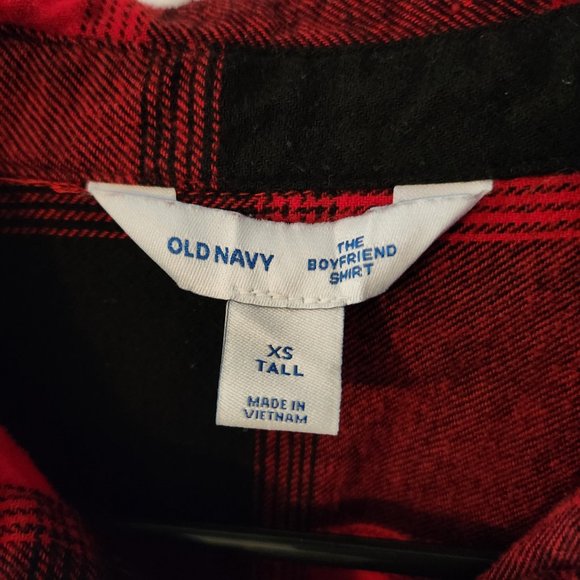 OLD NAVY
THE
BOYFRIEND
SHIRT
XS
TALL
MADE IN
VIETNAM